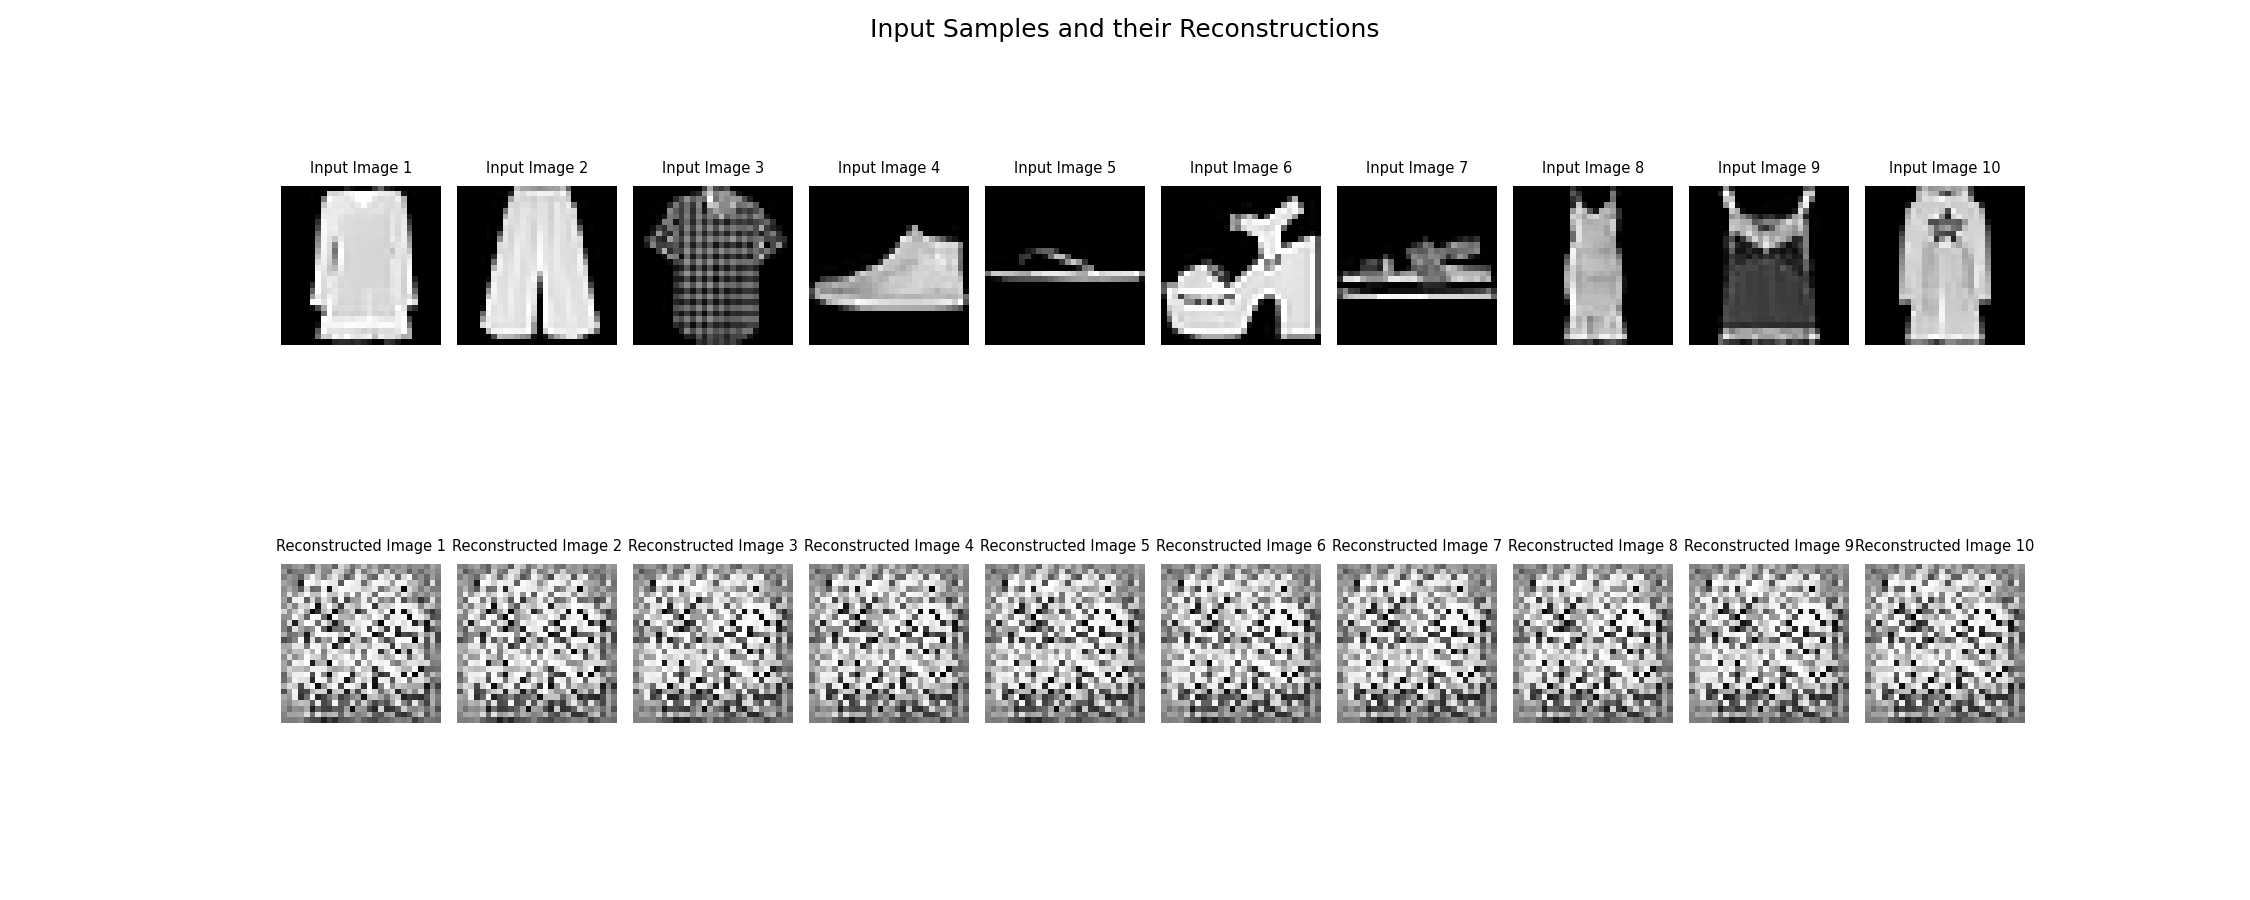 Input Samples and their Reconstructions
Input Image 1 Input Image 2 Input Image 3 Input Image 4 Input Image 5 Input Image 6 Input Image 7 Input Image 8 Input Image 9 Input Image 10
Reconstructed Image 1 Reconstructed Image 2 Reconstructed Image 3 Reconstructed Image 4 Reconstructed Image 5 Reconstructed Image 6 Reconstructed Image 7 Reconstructed Image 8 Reconstructed Image 9 Reconstructed Image 10